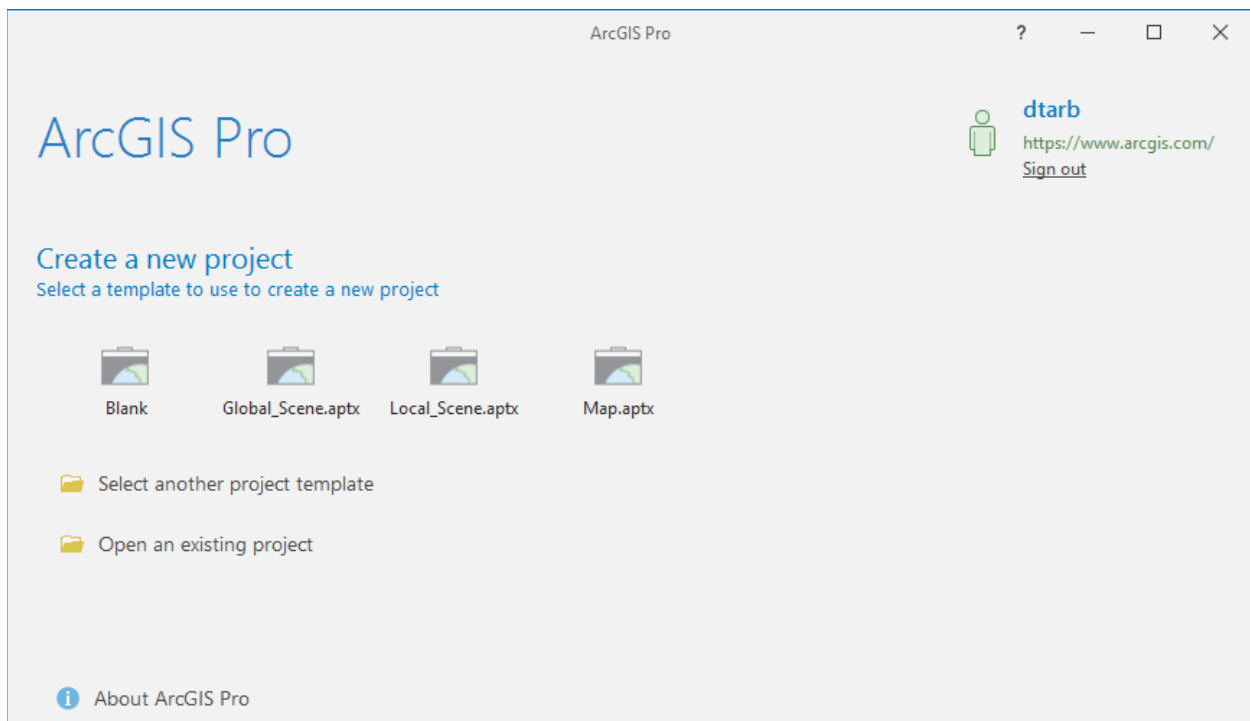 ArcGIS Pro
?
ArcGIS Pro
dtarb
https://www.arcgis.com/
Sign out
Create a new project
Select a template to use to create a new project
Blank
Global_Scene.aptx
Local_Scene.aptx
Map.aptx
Select another project template
Open an existing project
i
About ArcGIS Pro